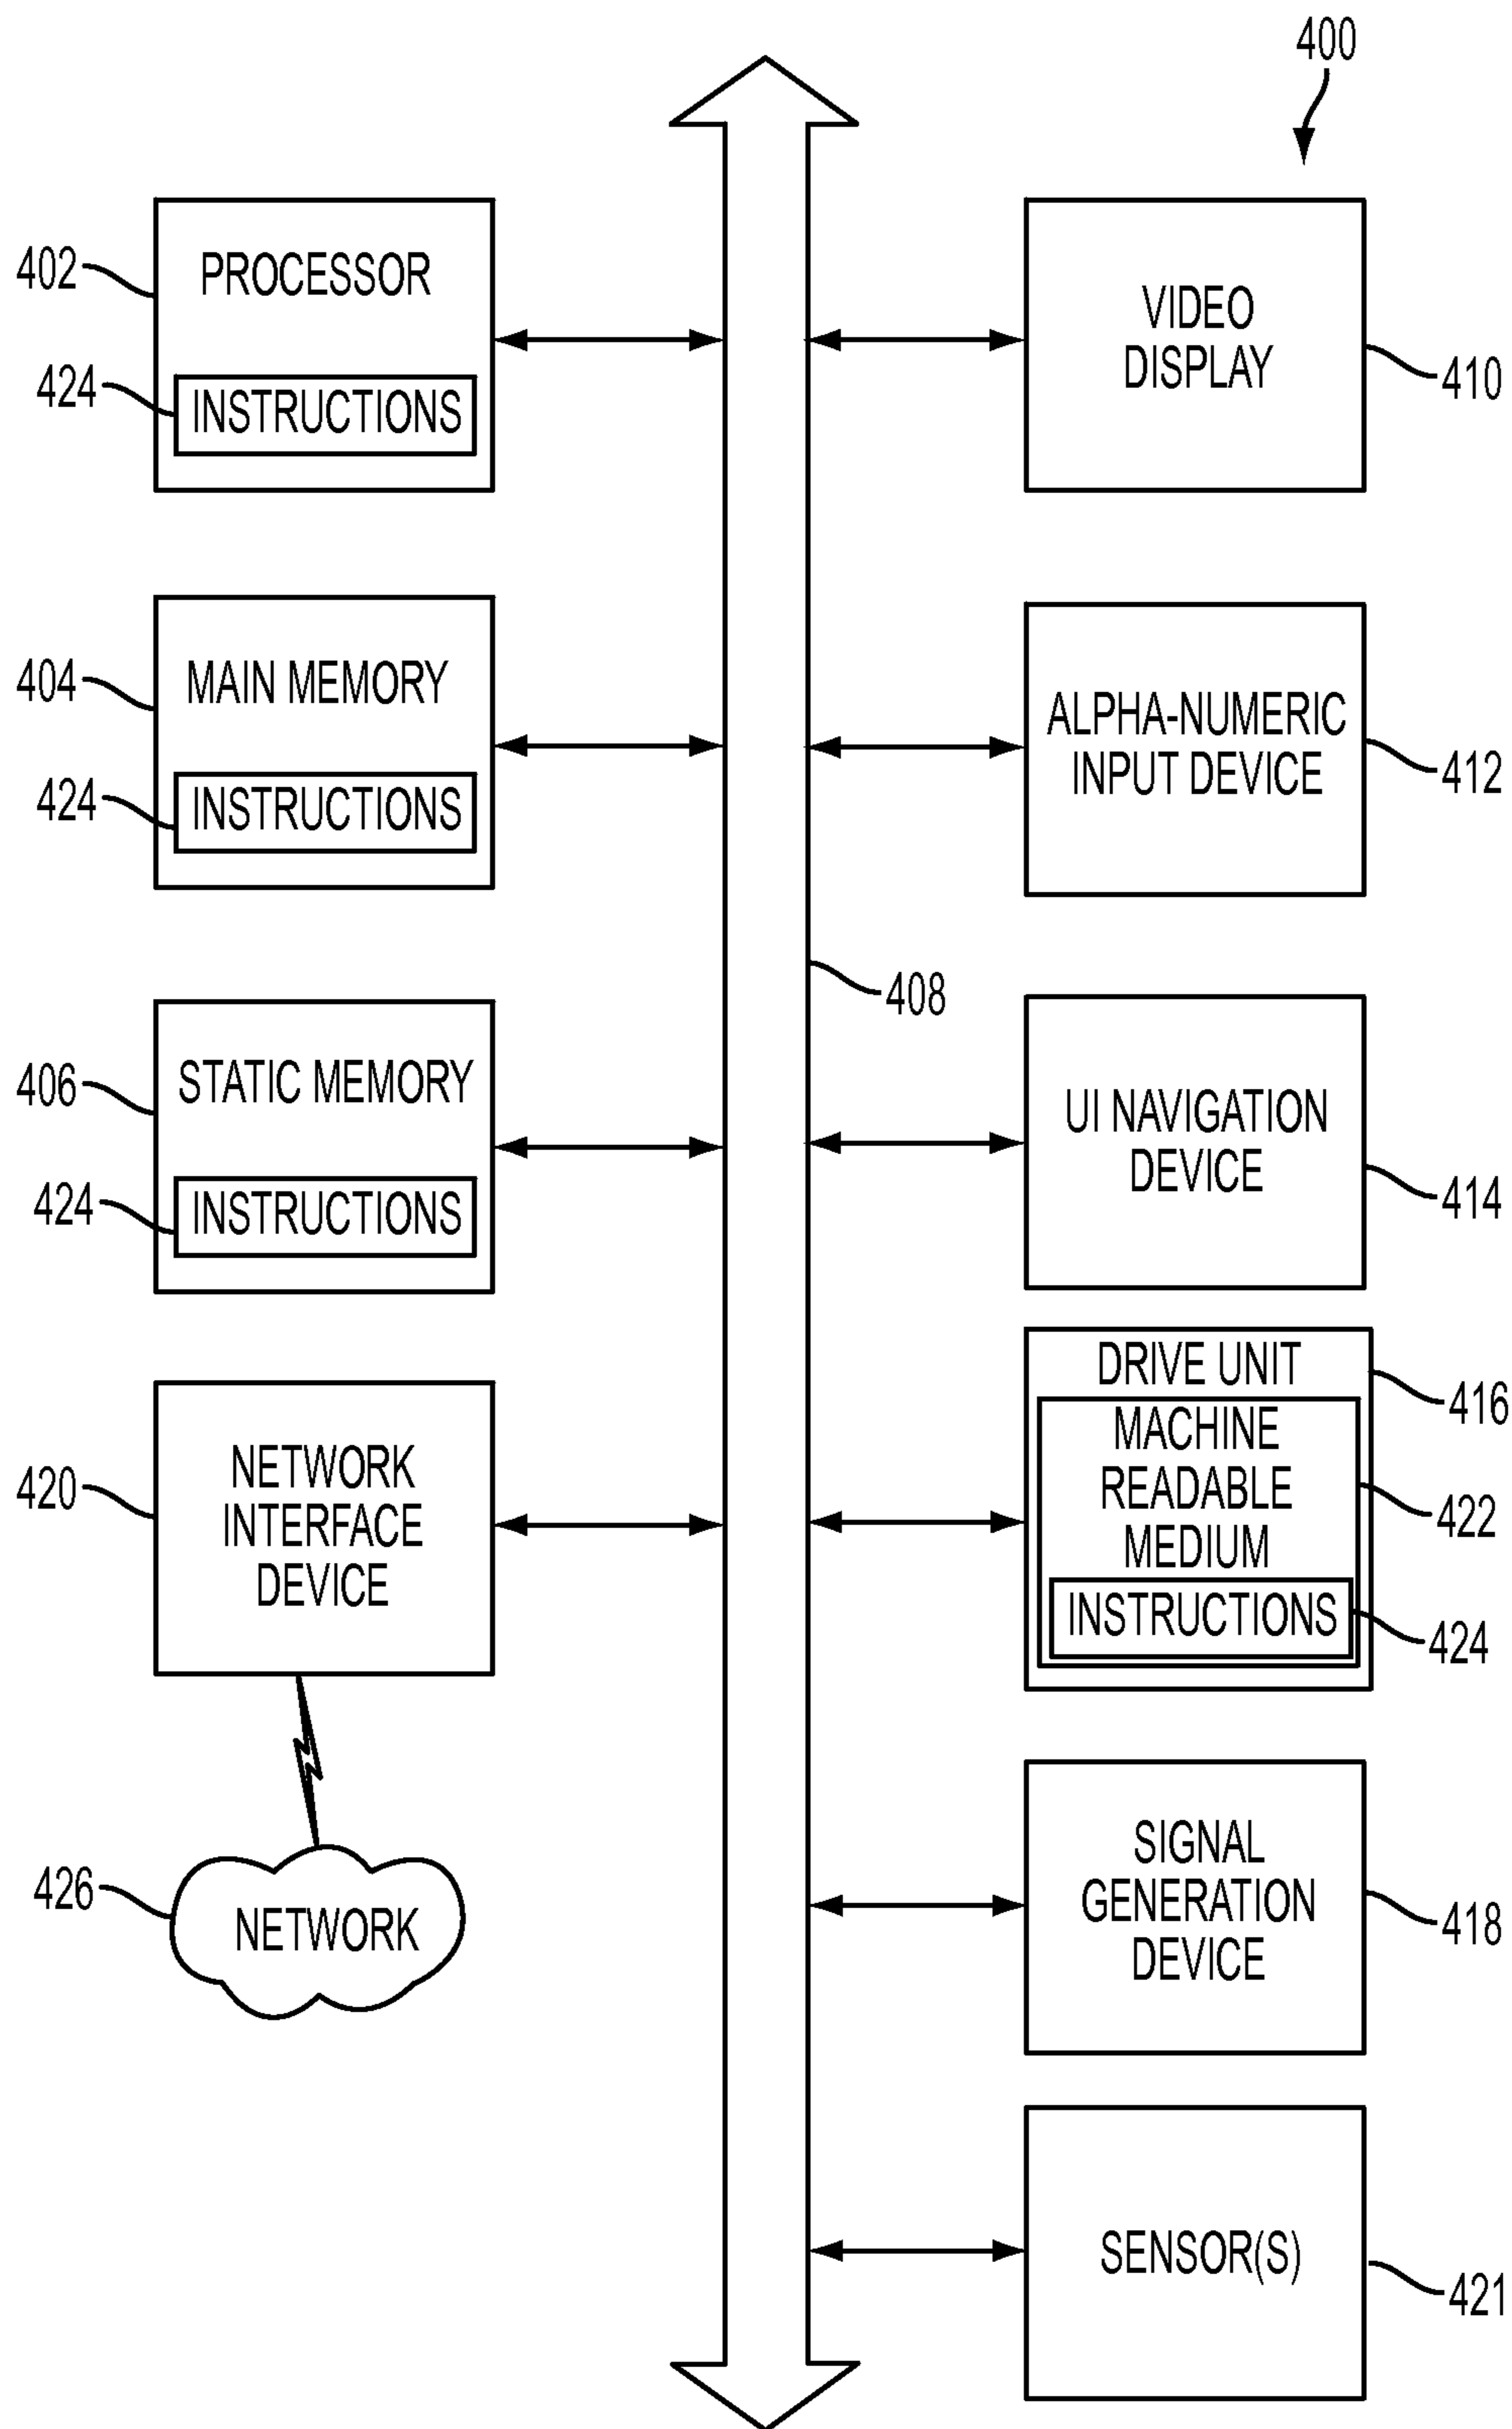 400
402
PROCESSOR
424
INSTRUCTIONS
404
MAIN MEMORY
424
INSTRUCTIONS
406
STATIC MEMORY
424
INSTRUCTIONS
420
NETWORK
INTERFACE
DEVICE
426
NETWORK
408
VIDEO
DISPLAY
410
ALPHA-NUMERIC
INPUT DEVICE
412
UI NAVIGATION
DEVICE
414
DRIVE UNIT
416
MACHINE
READABLE
MEDIUM
422
INSTRUCTIONS
424
SIGNAL
GENERATION
DEVICE
418
SENSOR(S)
421